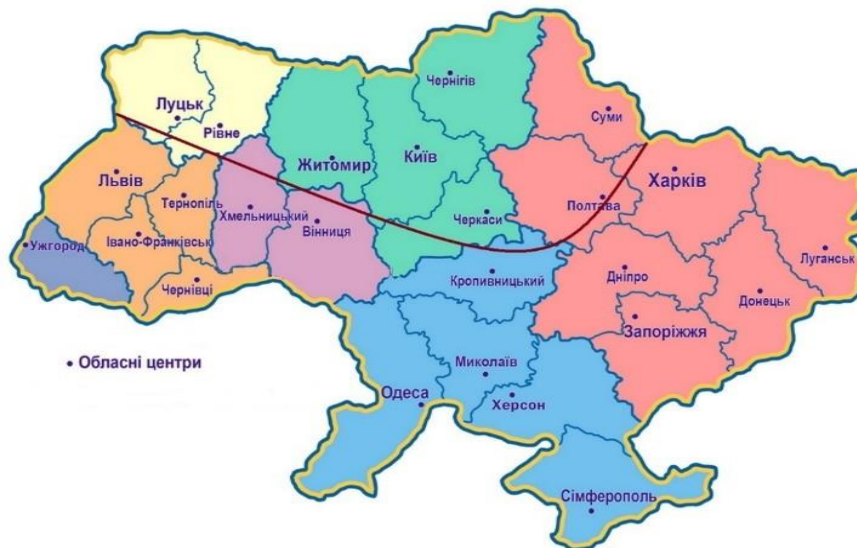 Чернігів
Луцьк
Суми
Рівне
Житомир
Київ
Харків
Львів
Тернопіль
Полтава
Хмельницький
Черкаси
Вінниця
Ужгород
Івано-Франківськ
Луганськ
Кропивницький
Дніпро
Чернівці
Донецьк
Запоріжжя
• Обласні центри
Миколаїв
Одеса
Херсон
Сімферополь